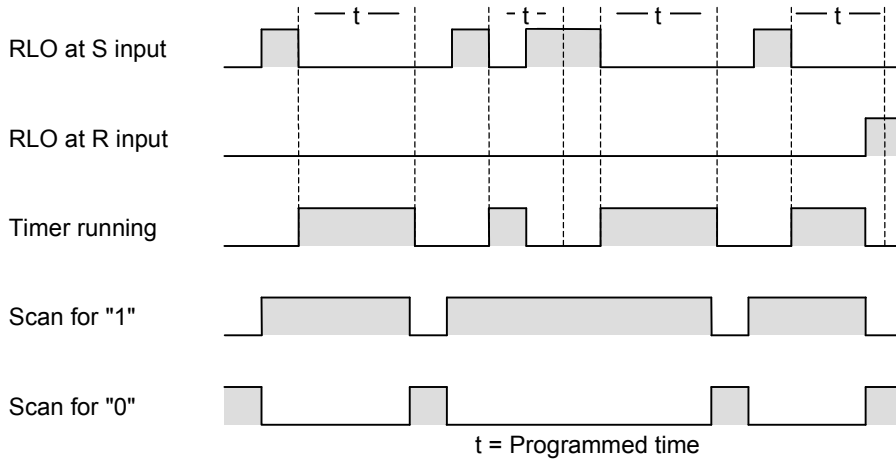 t t t t
RLO at S input
RLO at R input
Timer running
Scan for "1"
Scan for "0"
t = Programmed time